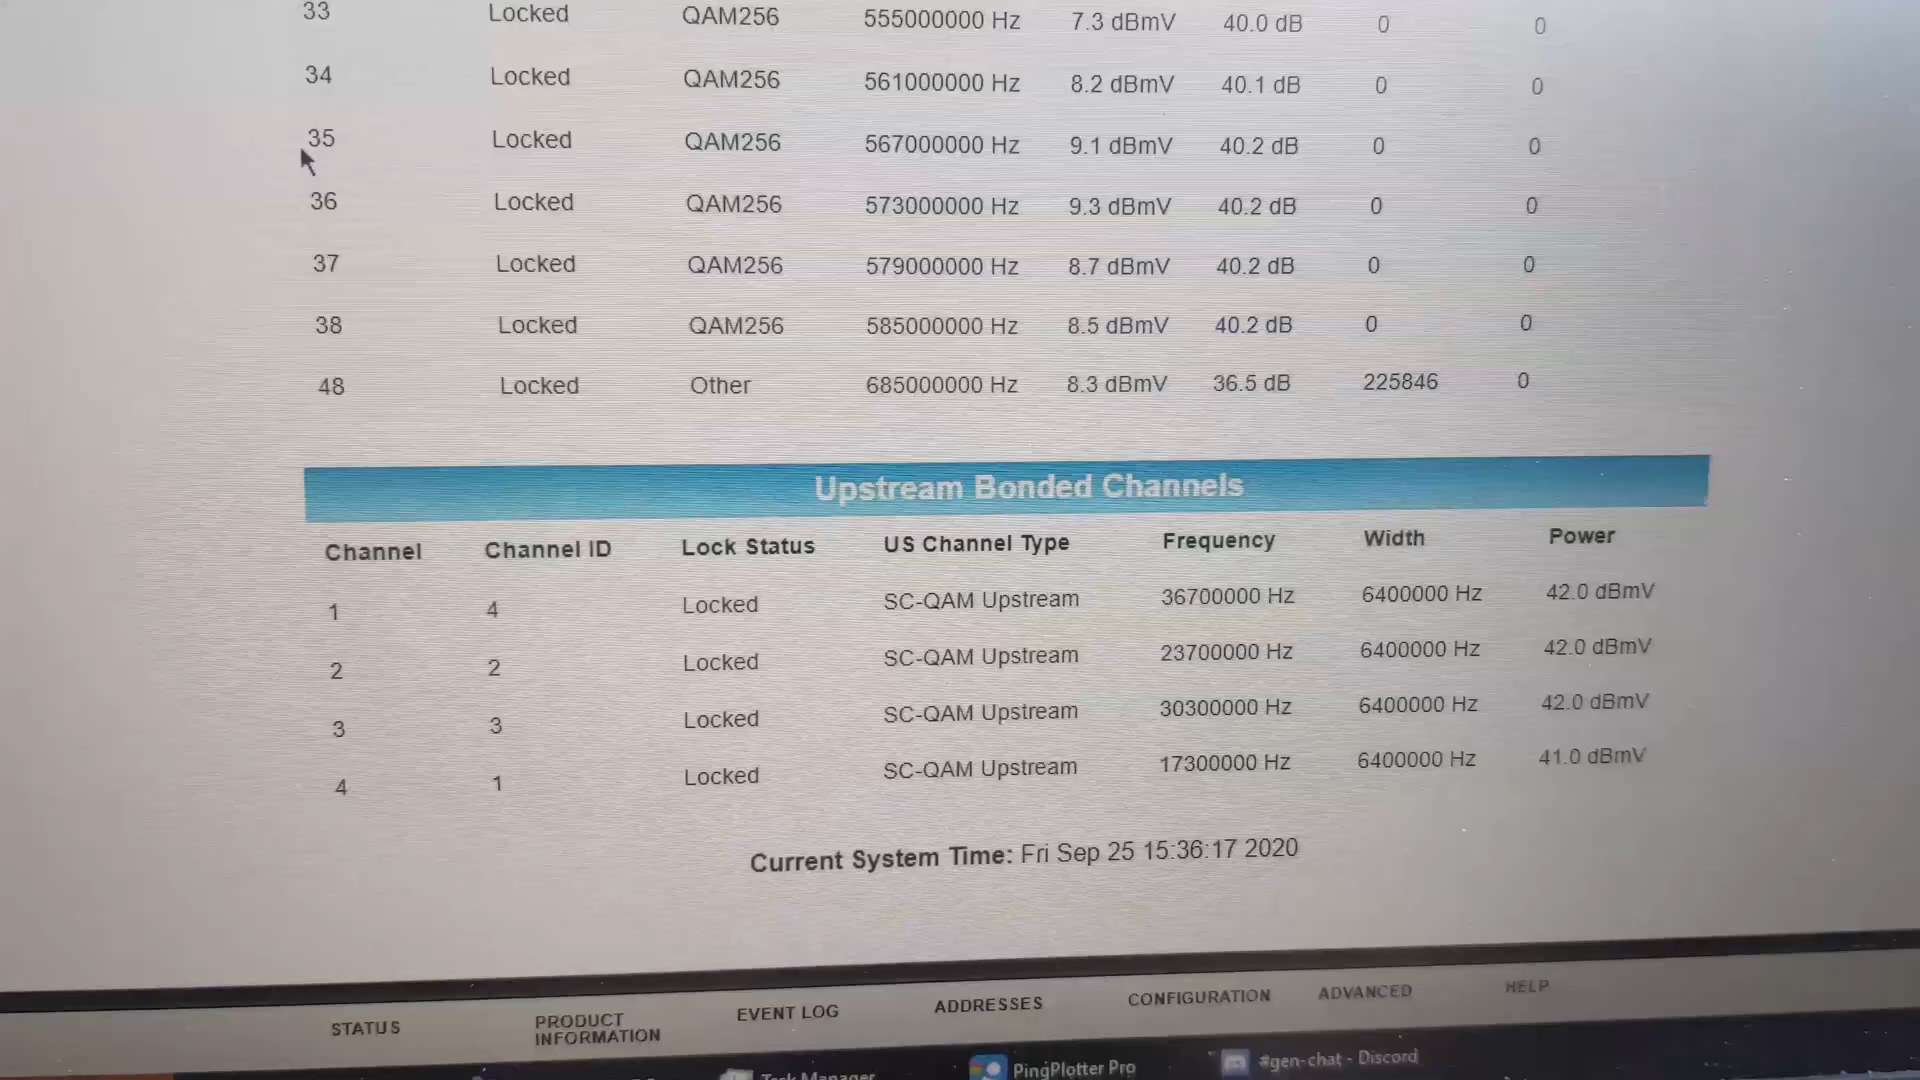 33 Locked QAM256 555000000 Hz 7.3 dBmV 40.0 dB 0 0
34 Locked QAM256 561000000 Hz 8.2 dBmV 40.1 dB 0 0
35 Locked QAM256 567000000 Hz 9.1 dBmV 40.2 dB 0 0
36 Locked QAM256 573000000 Hz 9.3 dBmV 40.2 dB 0 0
37 Locked QAM256 579000000 Hz 8.7 dBmV 40.2 dB 0 0
38 Locked QAM256 585000000 Hz 8.5 dBmV 40.2 dB 0 0
48 Locked Other 685000000 Hz 8.3 dBmV 36.5 dB 225846 0
Upstream Bonded Channels
Channel Channel ID Lock Status US Channel Type Frequency Width Power
1 4 Locked SC-QAM Upstream 36700000 Hz 6400000 Hz 42.0 dBmV
2 2 Locked SC-QAM Upstream 23700000 Hz 6400000 Hz 42.0 dBmV
3 3 Locked SC-QAM Upstream 30300000 Hz 6400000 Hz 42.0 dBmV
4 1 Locked SC-QAM Upstream 17300000 Hz 6400000 Hz 41.0 dBmV
Current System Time: Fri Sep 25 15:36:17 2020
STATUS PRODUCT INFORMATION EVENT LOG ADDRESSES CONFIGURATION ADVANCED HELP
Task Manager PingPlotter Pro #gen-chat - Discord